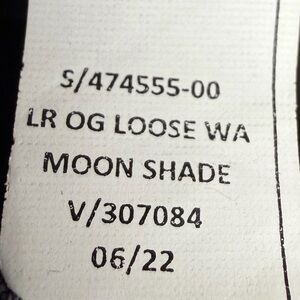 S/474555-00
LR OG LOOSE WA
MOON SHADE
V/307084
06/22